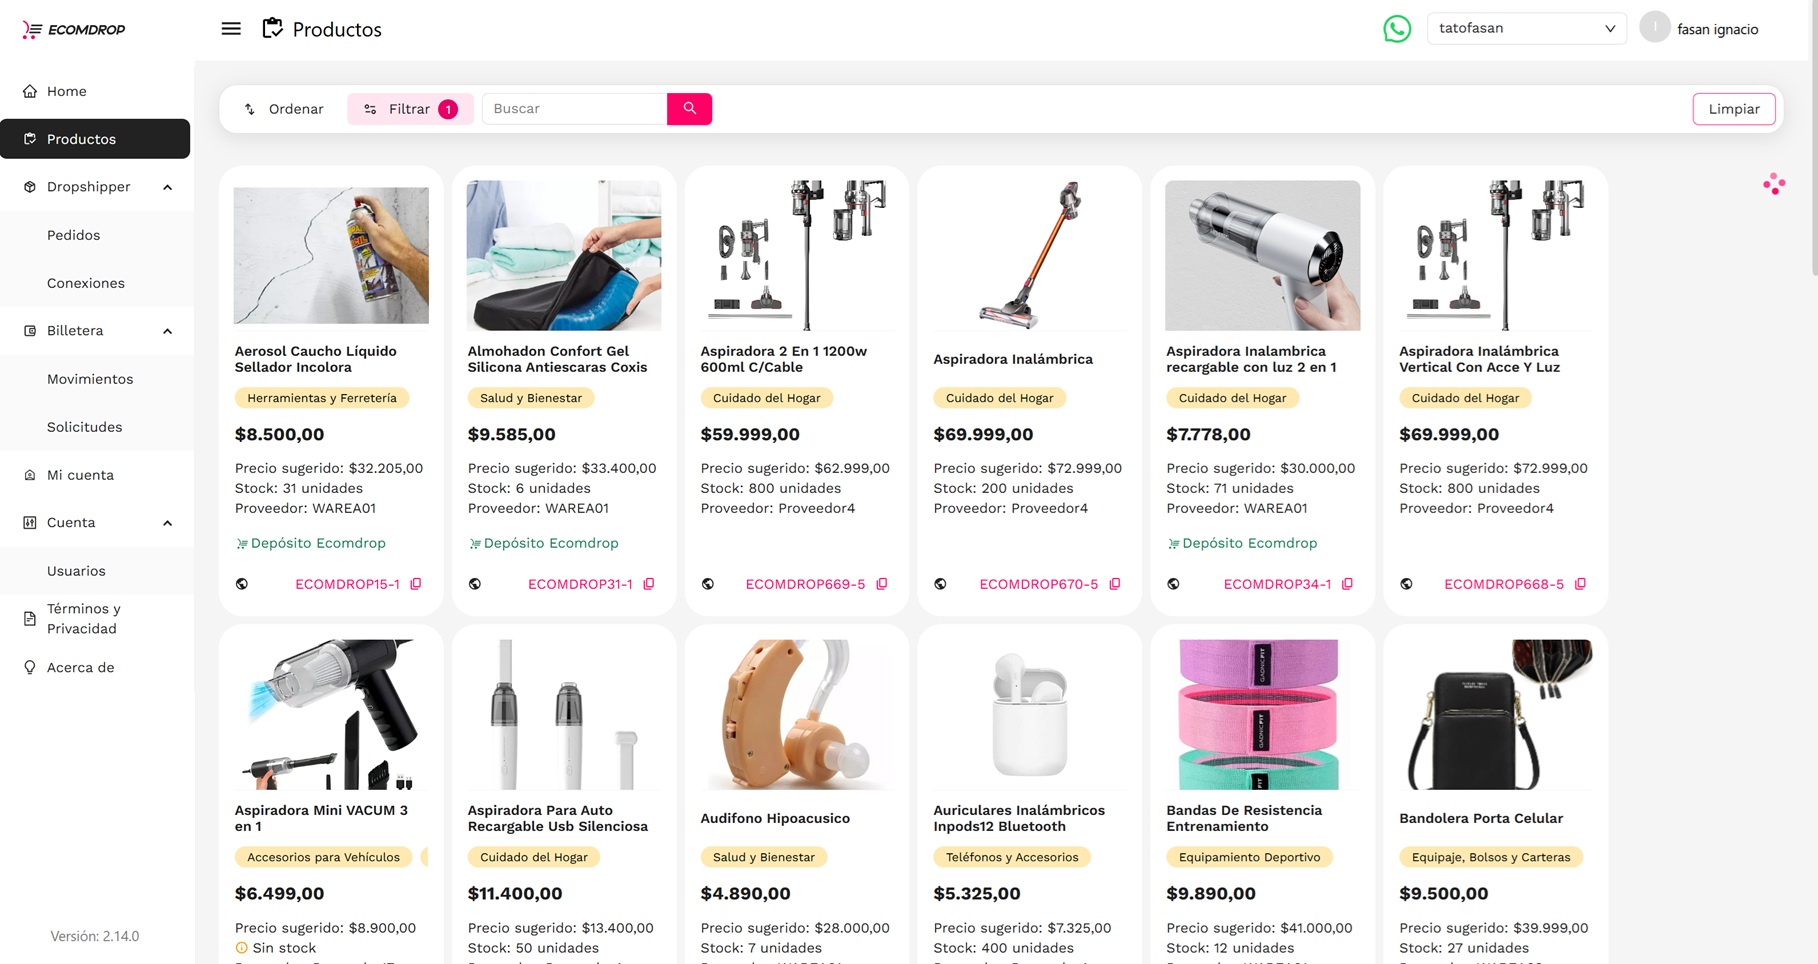 ECOMDROP
Productos
tatofasan
I
fasan ignacio
Home
Productos
Dropshipper
Pedidos
Conexiones
Billetera
Movimientos
Solicitudes
Mi cuenta
Cuenta
Usuarios
Términos y
Privacidad
Acerca de
Versión: 2.14.0
Ordenar
Filtrar 1
Buscar
Limpiar
Aerosol Caucho Líquido
Sellador Incolora
Herramientas y Ferretería
$8.500,00
Precio sugerido: $32.205,00
Stock: 31 unidades
Proveedor: WAREA01
Depósito Ecomdrop
ECOMDROP15-1
Almohadon Confort Gel
Silicona Antiescaras Coxis
Salud y Bienestar
$9.585,00
Precio sugerido: $33.400,00
Stock: 6 unidades
Proveedor: WAREA01
Depósito Ecomdrop
ECOMDROP31-1
Aspiradora 2 En 1 1200w
600ml C/Cable
Cuidado del Hogar
$59.999,00
Precio sugerido: $62.999,00
Stock: 800 unidades
Proveedor: Proveedor4
ECOMDROP669-5
Aspiradora Inalámbrica
Cuidado del Hogar
$69.999,00
Precio sugerido: $72.999,00
Stock: 200 unidades
Proveedor: Proveedor4
ECOMDROP670-5
Aspiradora Inalambrica
recargable con luz 2 en 1
Cuidado del Hogar
$7.778,00
Precio sugerido: $30.000,00
Stock: 71 unidades
Proveedor: WAREA01
Depósito Ecomdrop
ECOMDROP34-1
Aspiradora Inalámbrica
Vertical Con Acce Y Luz
Cuidado del Hogar
$69.999,00
Precio sugerido: $72.999,00
Stock: 800 unidades
Proveedor: Proveedor4
ECOMDROP668-5
Aspiradora Mini VACUM 3
en 1
Accesorios para Vehículos
$6.499,00
Precio sugerido: $8.900,00
Sin stock
Aspiradora Para Auto
Recargable Usb Silenciosa
Cuidado del Hogar
$11.400,00
Precio sugerido: $13.400,00
Stock: 50 unidades
Audifono Hipoacusico
Salud y Bienestar
$4.890,00
Precio sugerido: $28.000,00
Stock: 7 unidades
Auriculares Inalámbricos
Inpods12 Bluetooth
Teléfonos y Accesorios
$5.325,00
Precio sugerido: $7.325,00
Stock: 400 unidades
GADNICFIT
GADNICFIT
Bandas De Resistencia
Entrenamiento
Equipamiento Deportivo
$9.890,00
Precio sugerido: $41.000,00
Stock: 12 unidades
Bandolera Porta Celular
Equipaje, Bolsos y Carteras
$9.500,00
Precio sugerido: $39.999,00
Stock: 27 unidades